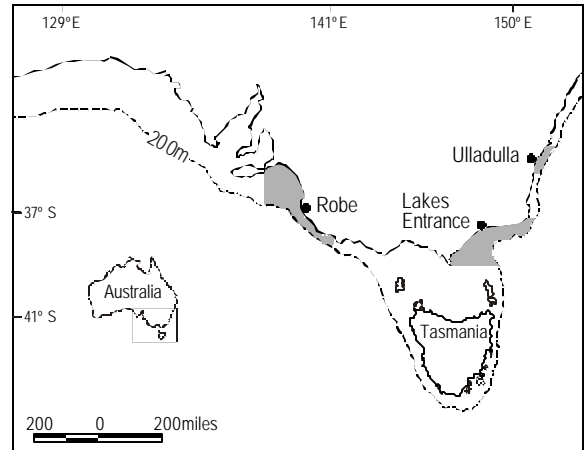 129° E
141° E
150° E
200m
Ulladulla
Robe
Lakes
Entrance
37° S
Australia
41° S
Tasmania
200 0 200miles